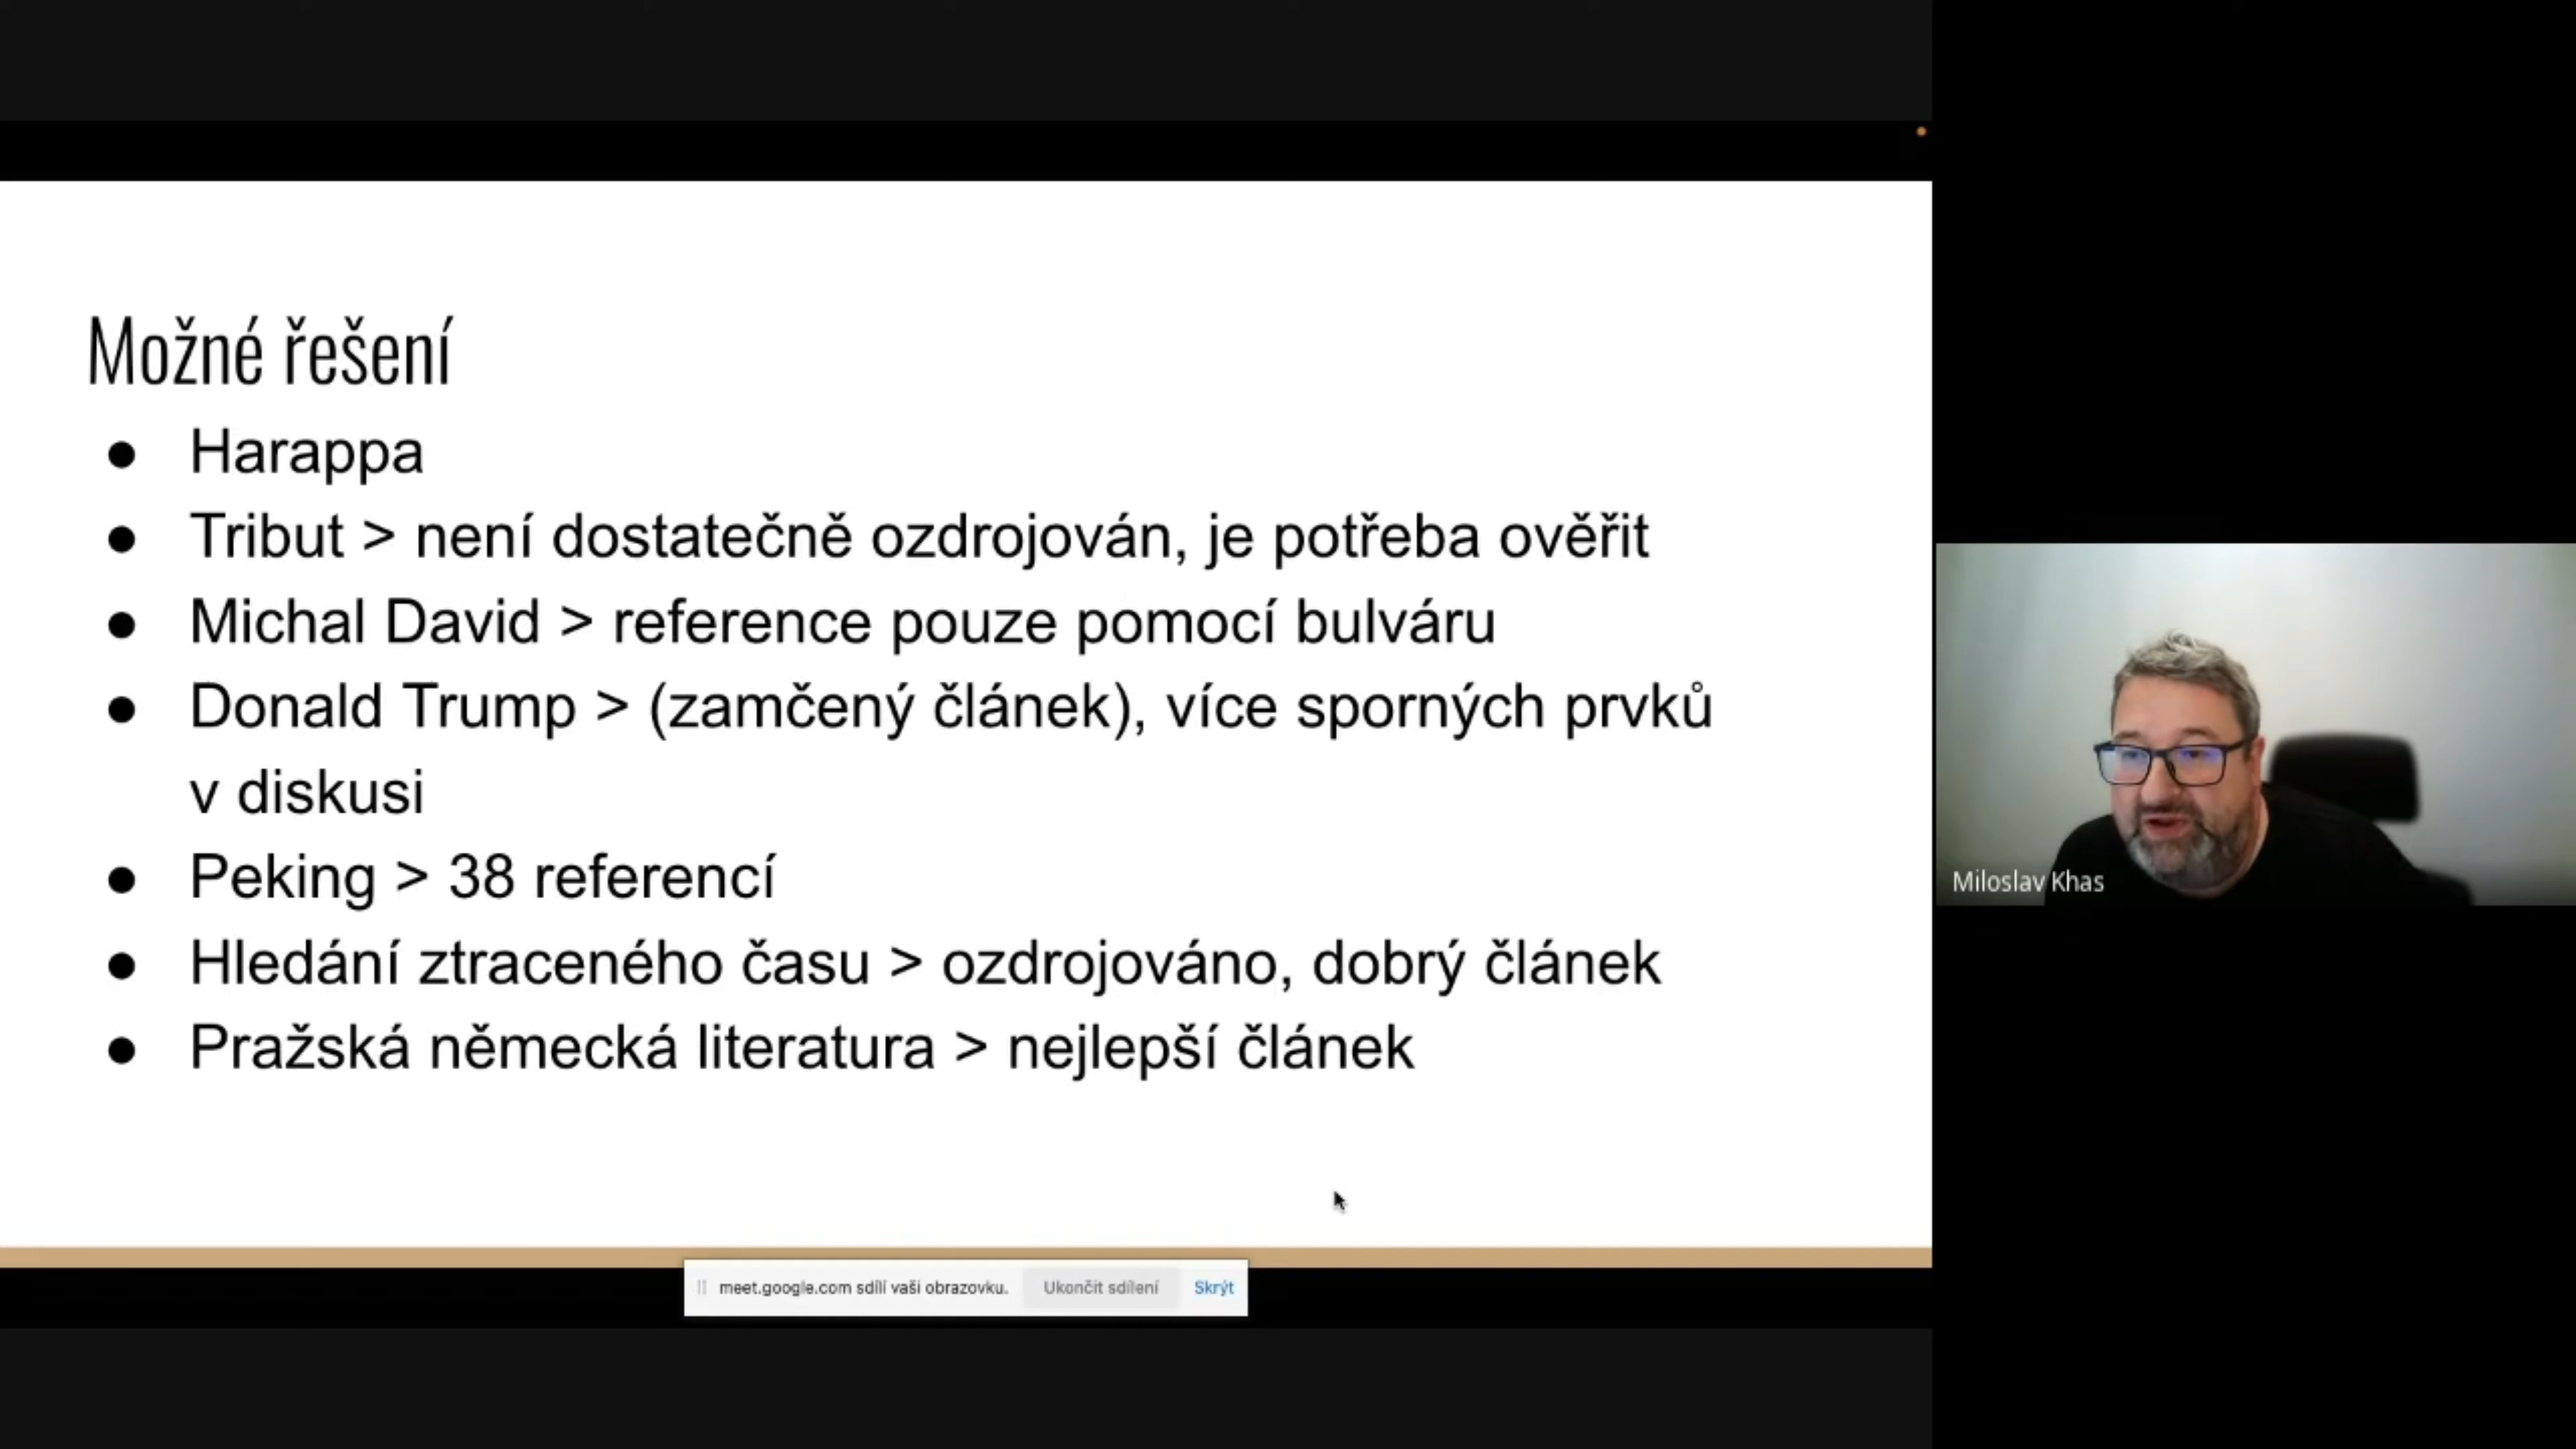 Možné řešení
● Harappa
● Tribut > není dostatečně ozdrojován, je potřeba ověřit
● Michal David > reference pouze pomocí bulváru
● Donald Trump > (zamčený článek), více sporných prvků
v diskusi
● Peking > 38 referencí
● Hledání ztraceného času > ozdrojováno, dobrý článek
● Pražská německá literatura > nejlepší článek
meet.google.com sdílí vaši obrazovku. Ukončit sdílení Skrýt
Miloslav Khas